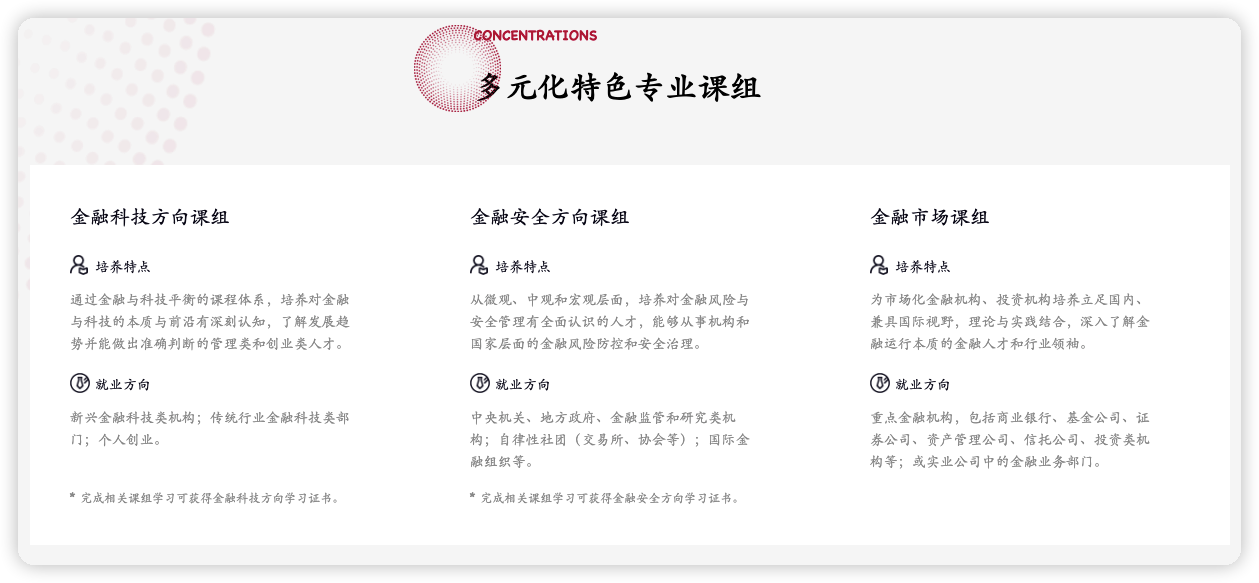 CONCENTRATIONS
多元化特色专业课组
金融科技方向课组
培养特点
通过金融与科技平衡的课程体系，培养对金融
与科技的本质与前沿有深刻认知，了解发展趋
势并能做出准确判断的管理类和创业类人才。
就业方向
新兴金融科技类机构；传统行业金融科技类部
门；个人创业。
* 完成相关课组学习可获得金融科技方向学习证书。
金融安全方向课组
培养特点
从微观、中观和宏观层面，培养对金融风险与
安全管理有全面认识的人才，能够从事机构和
国家层面的金融风险防控和安全治理。
就业方向
中央机关、地方政府、金融监管和研究类机
构；自律性社团（交易所、协会等）；国际金
融组织等。
* 完成相关课组学习可获得金融安全方向学习证书。
金融市场课组
培养特点
为市场化金融机构、投资机构培养立足国内、
兼具国际视野，理论与实践结合，深入了解金
融运行本质的金融人才和行业领袖。
就业方向
重点金融机构，包括商业银行、基金公司、证
券公司、资产管理公司、信托公司、投资类机
构等；或实业公司中的金融业务部门。